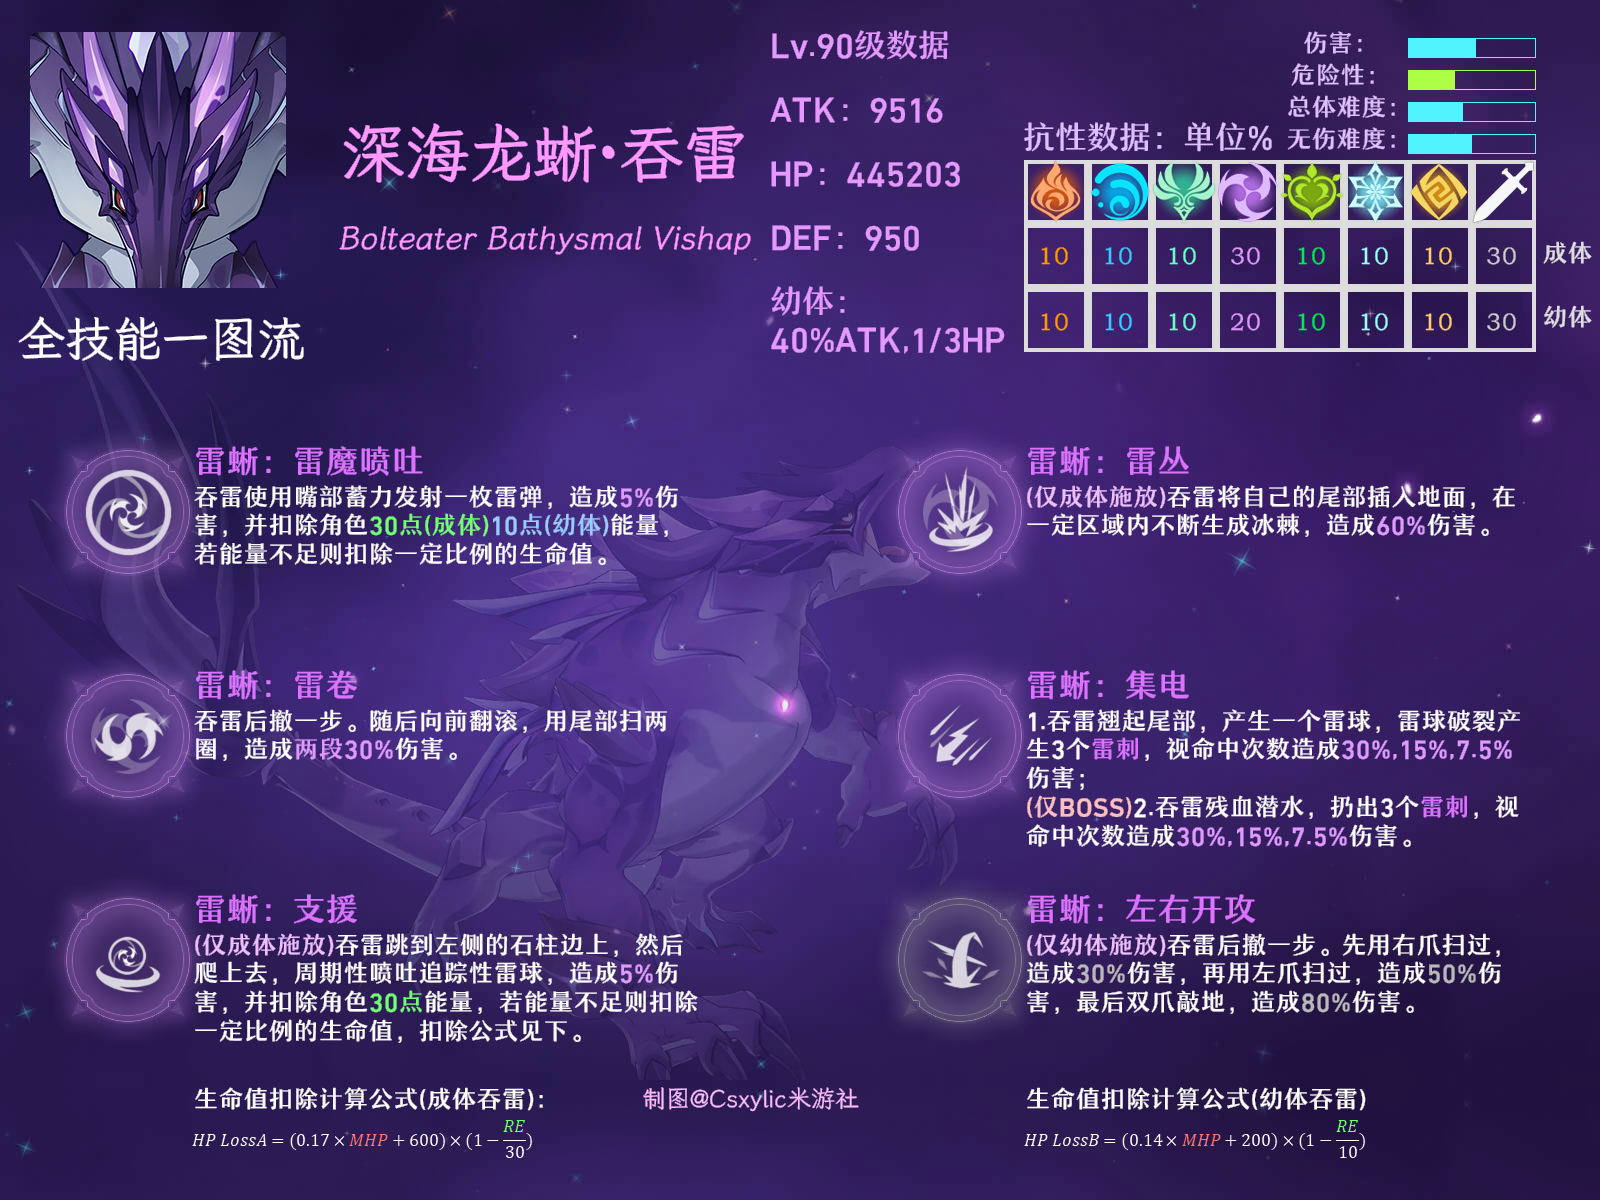 深海龙蜥•吞雷
Bolteater Bathysmal Vishap
全技能一图流
Lv.90级数据
ATK：9516
HP：445203
DEF：950
幼体：
40%ATK,1/3HP
伤害：
危险性：
总体难度：
无伤难度：
抗性数据：单位%
10 10 10 30 10 10 10 30 成体
10 10 10 20 10 10 10 30 幼体
雷蜥：雷魔喷吐
吞雷使用嘴部蓄力发射一枚雷弹，造成5%伤
害，并扣除角色30点(成体)10点(幼体)能量，
若能量不足则扣除一定比例的生命值。
雷蜥：雷丛
(仅成体施放)吞雷将自己的尾部插入地面，在
一定区域内不断生成冰棘，造成60%伤害。
雷蜥：雷卷
吞雷后撤一步。随后向前翻滚，用尾部扫两
圈，造成两段30%伤害。
雷蜥：集电
1.吞雷翘起尾部，产生一个雷球，雷球破裂产
生3个雷刺，视命中次数造成30%,15%,7.5%
伤害；
(仅BOSS)2.吞雷残血潜水，扔出3个雷刺，视
命中次数造成30%,15%,7.5%伤害。
雷蜥：支援
(仅成体施放)吞雷跳到左侧的石柱边上，然后
爬上去，周期性喷吐追踪性雷球，造成5%伤
害，并扣除角色30点能量，若能量不足则扣除
一定比例的生命值，扣除公式见下。
雷蜥：左右开攻
(仅幼体施放)吞雷后撤一步。先用右爪扫过，
造成30%伤害，再用左爪扫过，造成50%伤
害，最后双爪敲地，造成80%伤害。
生命值扣除计算公式(成体吞雷)：
HP LossA = (0.17 × MHP + 600) × (1 − RE/30)
制图@Csxylic米游社
生命值扣除计算公式(幼体吞雷)
HP LossB = (0.14 × MHP + 200) × (1 − RE/10)